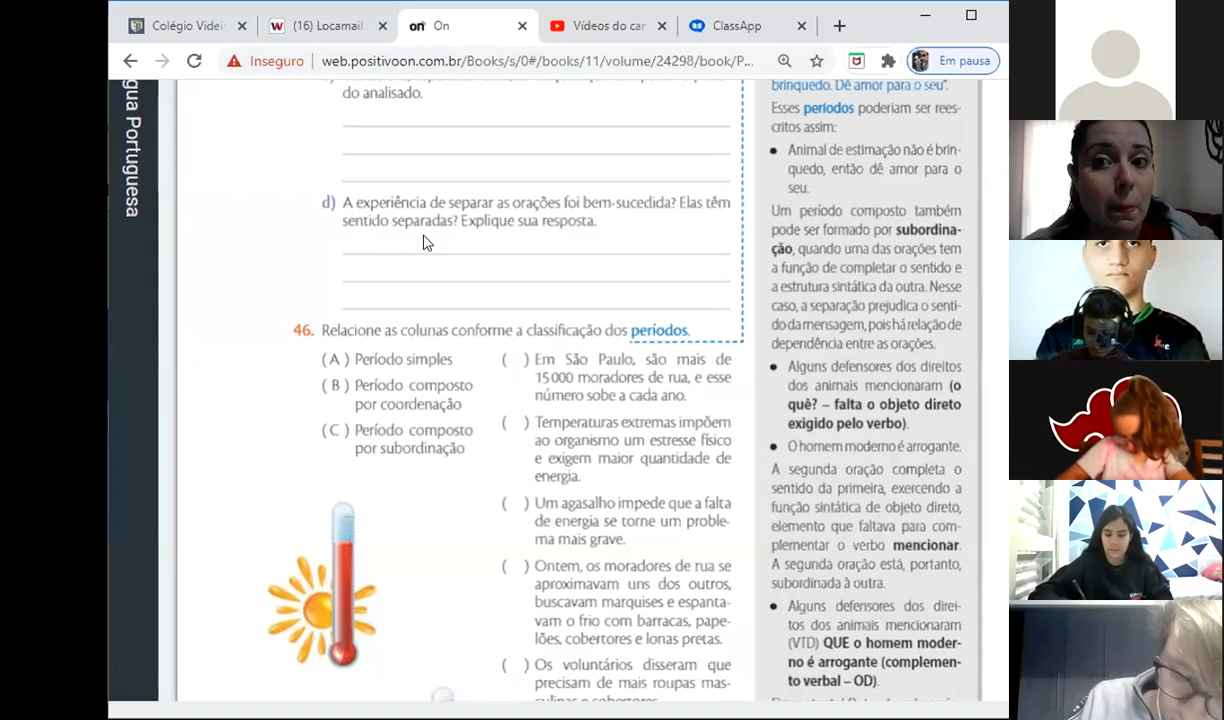 Colégio Videi
(16) Locamail
On
Vídeos do car
ClassApp
Inseguro
web.positivoon.com.br/Books/s/0#/books/11/volume/24298/book/P...
Em pausa
gua Portuguesa
do analisado.
d) A experiência de separar as orações foi bem-sucedida? Elas têm
sentido separadas? Explique sua resposta.
46. Relacione as colunas conforme a classificação dos períodos.
( A ) Período simples
( B ) Período composto
por coordenação
( C ) Período composto
por subordinação
( ) Em São Paulo, são mais de
15 000 moradores de rua, e esse
número sobe a cada ano.
( ) Temperaturas extremas impõem
ao organismo um estresse físico
e exigem maior quantidade de
energia.
( ) Um agasalho impede que a falta
de energia se torne um proble-
ma mais grave.
( ) Ontem, os moradores de rua se
aproximavam uns dos outros,
buscavam marquises e espanta-
vam o frio com barracas, pape-
lões, cobertores e lonas pretas.
( ) Os voluntários disseram que
precisam de mais roupas mas-
culinas e cobertores.
brinquedo. Dê amor para o seu".
Esses períodos poderiam ser rees-
critos assim:
• Animal de estimação não é brin-
quedo, então dê amor para o
seu.
Um período composto também
pode ser formado por subordina-
ção, quando uma das orações tem
a função de completar o sentido e
a estrutura sintática da outra. Nesse
caso, a separação prejudica o senti-
do da mensagem, pois há relação de
dependência entre as orações.
• Alguns defensores dos direitos
dos animais mencionaram (o
quê? – falta o objeto direto
exigido pelo verbo).
• O homem moderno é arrogante.
A segunda oração completa o
sentido da primeira, exercendo a
função sintática de objeto direto,
elemento que faltava para com-
plementar o verbo mencionar.
A segunda oração está, portanto,
subordinada à outra.
• Alguns defensores dos direi-
tos dos animais mencionaram
(VTD) QUE o homem moder-
no é arrogante (complemen-
to verbal – OD).